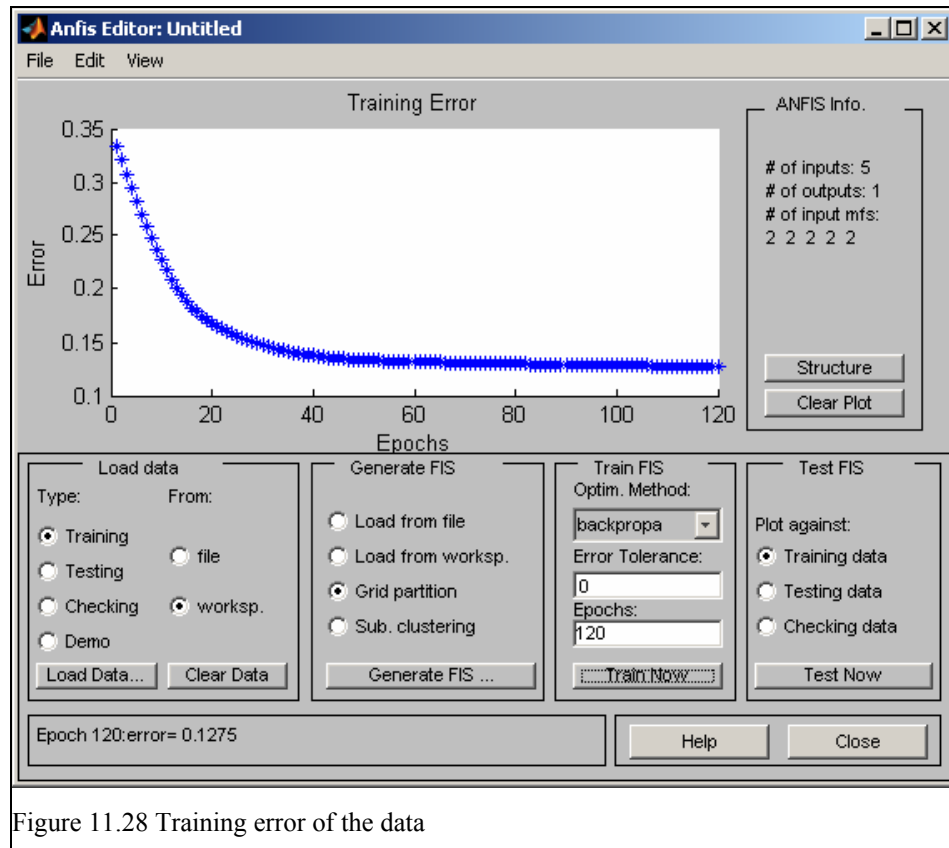 Anfis Editor: Untitled
File Edit View
Training Error
0.35
0.3
0.25
0.2
0.15
0.1
Error
0 20 40 60 80 100 120
Epochs
ANFIS Info.
# of inputs: 5
# of outputs: 1
# of input mfs:
2 2 2 2 2
Structure
Clear Plot
Load data
Type: From:
Training
Testing
Checking
Demo
file
worksp.
Load Data... Clear Data
Generate FIS
Load from file
Load from worksp.
Grid partition
Sub. clustering
Generate FIS ...
Train FIS
Optim. Method:
backpropa
Error Tolerance:
0
Epochs:
120
Train Now
Test FIS
Plot against:
Training data
Testing data
Checking data
Test Now
Epoch 120:error= 0.1275
Help Close
Figure 11.28 Training error of the data